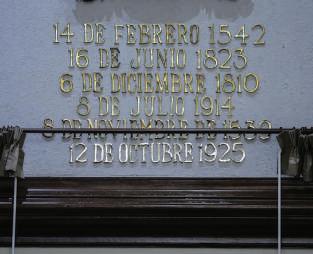 14 DE FEBRERO 1542
16 DE JUNIO 1823
6 DE DICIEMBRE 1810
8 DE JULIO 1914
8 DE NOVIEMBRE DE 1539
12 DE OCTUBRE 1925